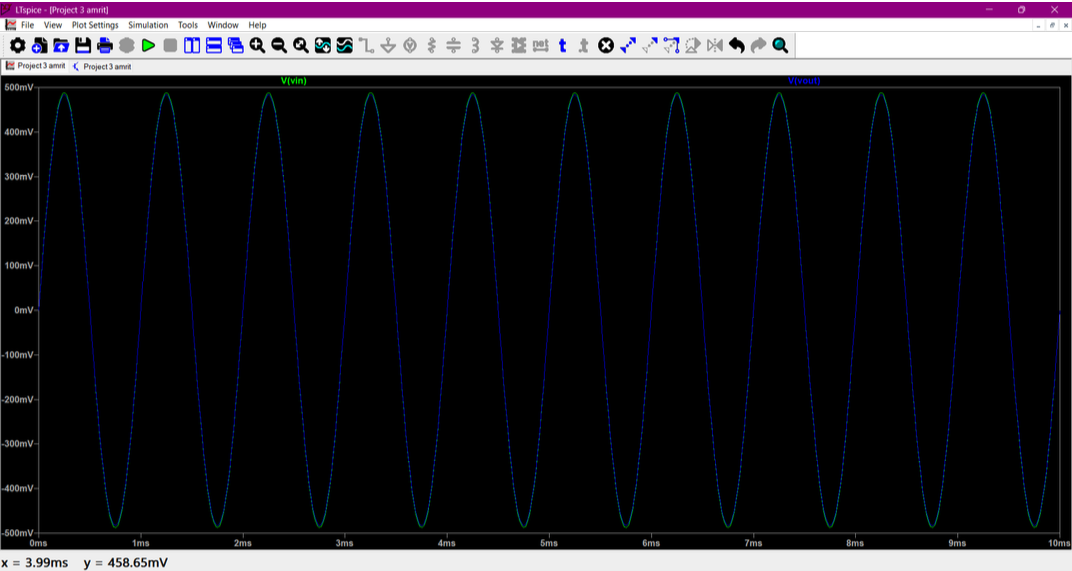 LTspice - [Project 3 amrit]
File View Plot Settings Simulation Tools Window Help
Project 3 amrit Project 3 amrit
V(vin) V(vout)
500mV
400mV
300mV
200mV
100mV
0mV
-100mV
-200mV
-300mV
-400mV
-500mV
0ms 1ms 2ms 3ms 4ms 5ms 6ms 7ms 8ms 9ms 10ms
x = 3.99ms y = 458.65mV